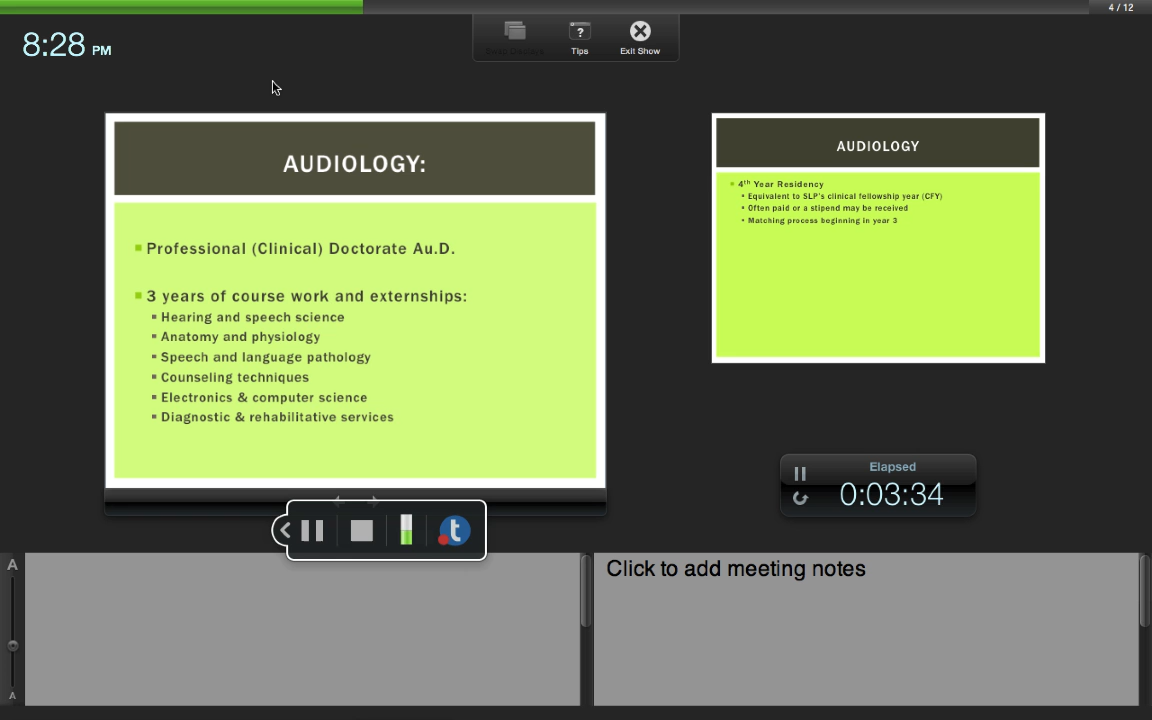 4 / 12
8:28 PM
Swap Displays
Tips
Exit Show
AUDIOLOGY:
Professional (Clinical) Doctorate Au.D.
3 years of course work and externships:
Hearing and speech science
Anatomy and physiology
Speech and language pathology
Counseling techniques
Electronics & computer science
Diagnostic & rehabilitative services
AUDIOLOGY
4th Year Residency
Equivalent to SLP's clinical fellowship year (CFY)
Often paid or a stipend may be received
Matching process beginning in year 3
Elapsed
0:03:34
t
A
A
Click to add meeting notes